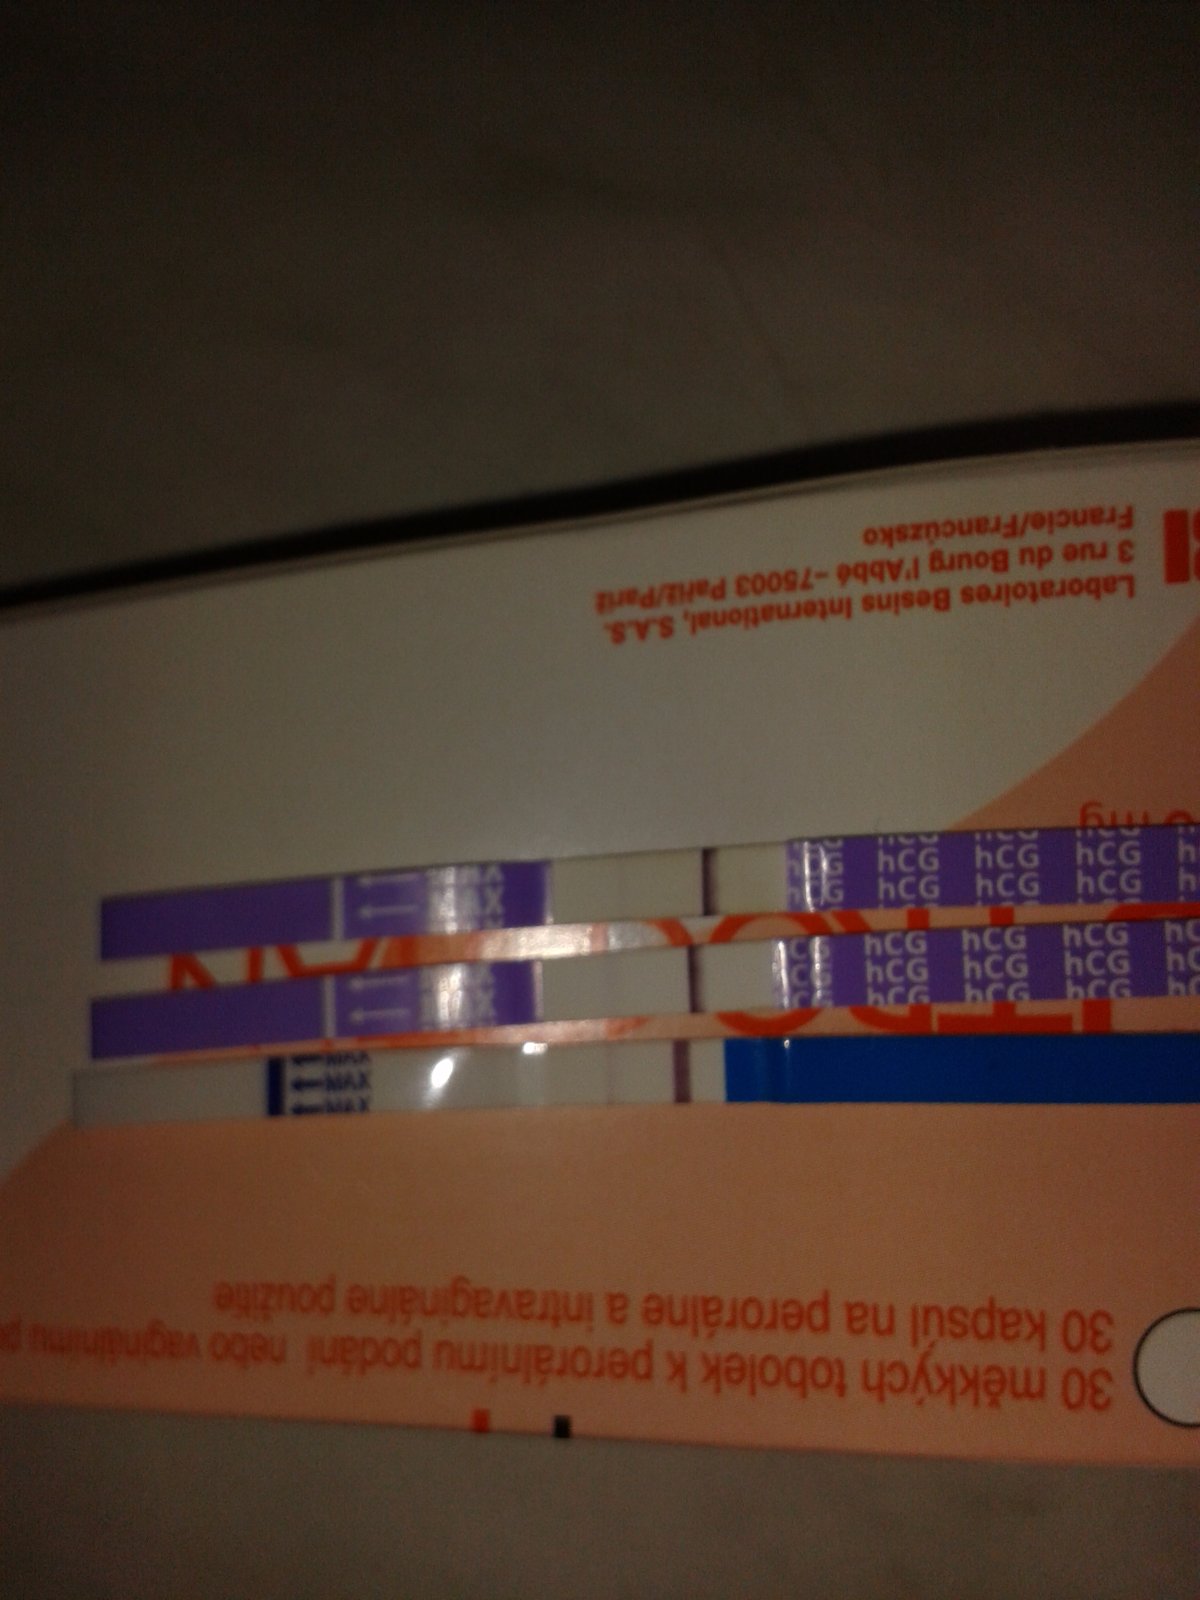 30 měkkých tobolek k perorálnímu podání nebo vaginálnímu
30 kapsúl na perorálne a intravaginálne použitie
MAX
MAX
MAX
hCG hCG hCG
hCG hCG hCG
hCG hCG hCG
MAX
hCG hCG hCG
hCG hCG hCG
MAX
mg
Laboratoires Besins International, S.A.S.
3 rue du Bourg l'Abbé -75003 Paříž/Paríž
Francie/Francúzsko